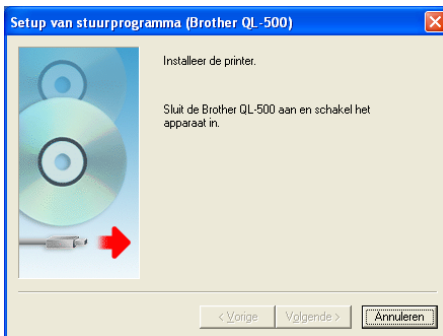 Setup van stuurprogramma (Brother QL-500)
Installeer de printer.
Sluit de Brother QL-500 aan en schakel het
apparaat in.
< Vorige
Volgende >
Annuleren